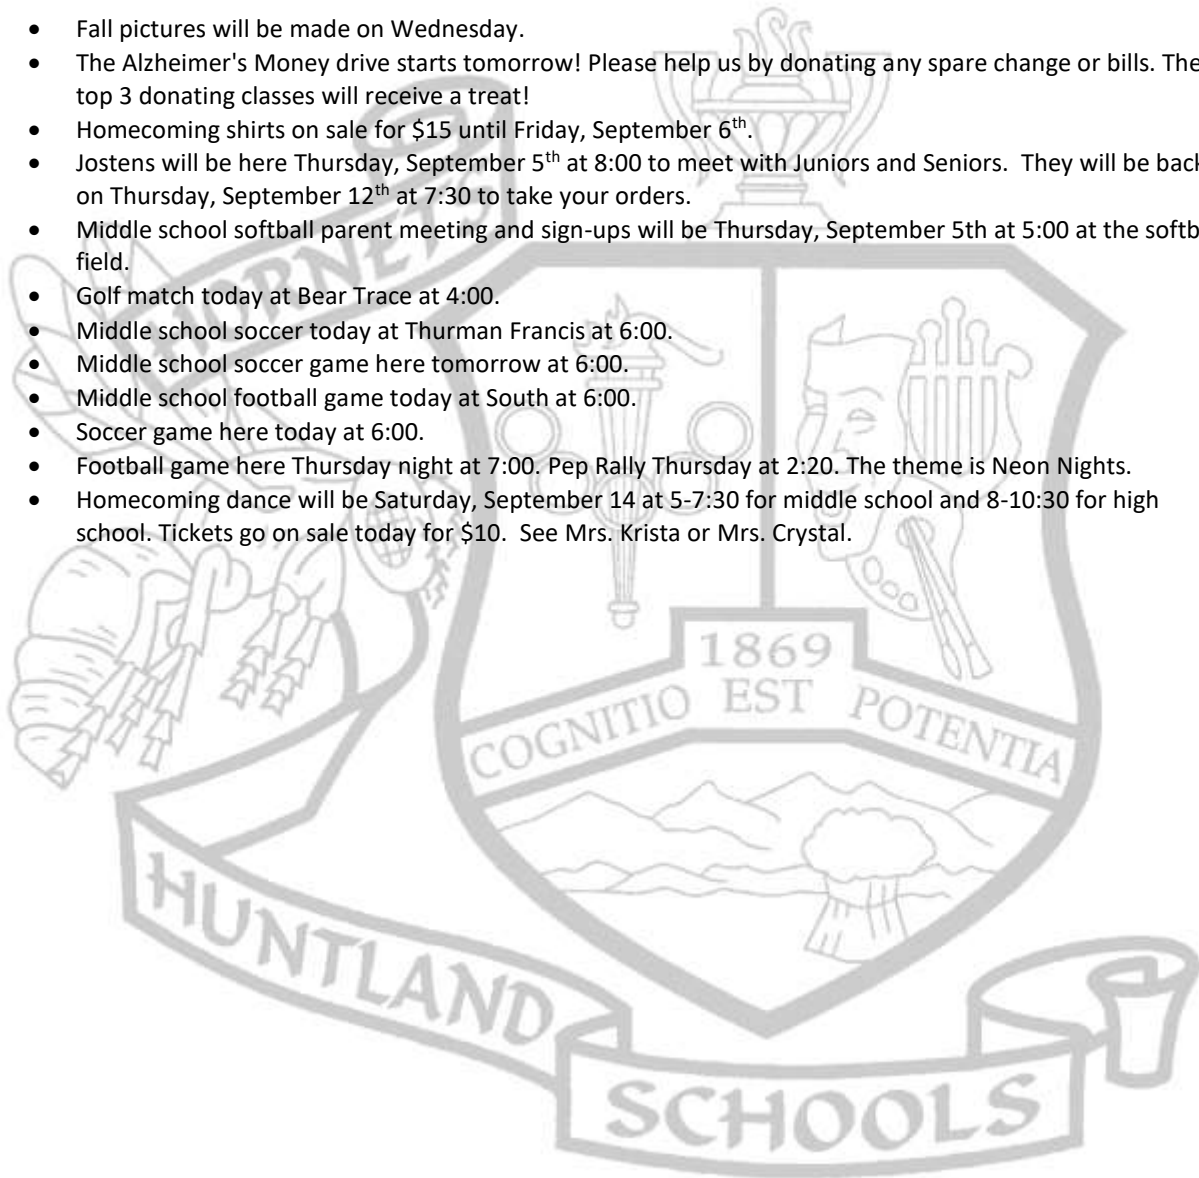 • Fall pictures will be made on Wednesday.
• The Alzheimer's Money drive starts tomorrow! Please help us by donating any spare change or bills. The
top 3 donating classes will receive a treat!
• Homecoming shirts on sale for $15 until Friday, September 6th.
• Jostens will be here Thursday, September 5th at 8:00 to meet with Juniors and Seniors.  They will be back
on Thursday, September 12th at 7:30 to take your orders.
• Middle school softball parent meeting and sign-ups will be Thursday, September 5th at 5:00 at the softb
field.
• Golf match today at Bear Trace at 4:00.
• Middle school soccer today at Thurman Francis at 6:00.
• Middle school soccer game here tomorrow at 6:00.
• Middle school football game today at South at 6:00.
• Soccer game here today at 6:00.
• Football game here Thursday night at 7:00. Pep Rally Thursday at 2:20. The theme is Neon Nights.
• Homecoming dance will be Saturday, September 14 at 5-7:30 for middle school and 8-10:30 for high
school. Tickets go on sale today for $10.  See Mrs. Krista or Mrs. Crystal.
HORNETS
1869
COGNITIO EST POTENTIA
HUNTLAND
SCHOOLS